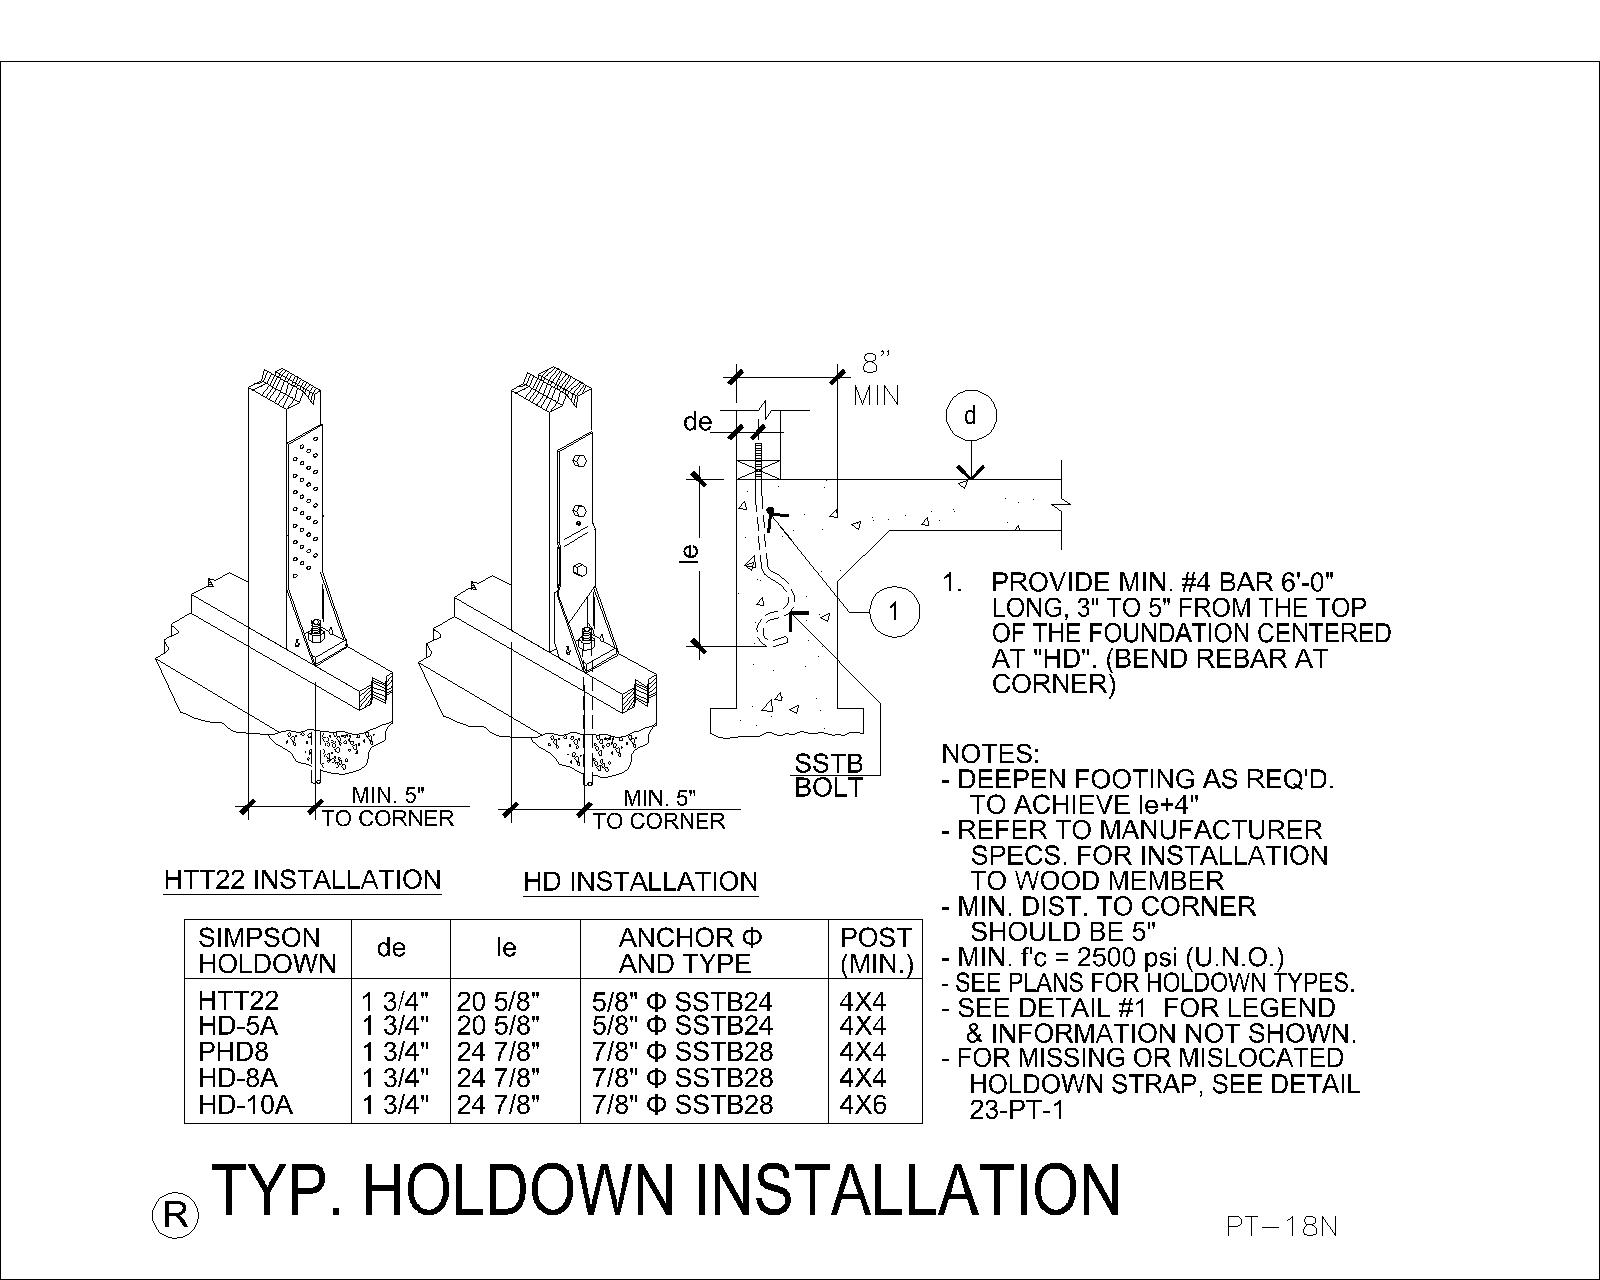 8"
MIN
de
d
le
1
1. PROVIDE MIN. #4 BAR 6'-0"
LONG, 3" TO 5" FROM THE TOP
OF THE FOUNDATION CENTERED
AT "HD". (BEND REBAR AT
CORNER)
SSTB
BOLT
MIN. 5"
TO CORNER
MIN. 5"
TO CORNER
HTT22 INSTALLATION
HD INSTALLATION
NOTES:
- DEEPEN FOOTING AS REQ'D.
TO ACHIEVE le+4"
- REFER TO MANUFACTURER
SPECS. FOR INSTALLATION
TO WOOD MEMBER
- MIN. DIST. TO CORNER
SHOULD BE 5"
- MIN. f'c = 2500 psi (U.N.O.)
- SEE PLANS FOR HOLDOWN TYPES.
- SEE DETAIL #1 FOR LEGEND
& INFORMATION NOT SHOWN.
- FOR MISSING OR MISLOCATED
HOLDOWN STRAP, SEE DETAIL
23-PT-1
SIMPSON HOLDOWN de le ANCHOR Φ AND TYPE POST (MIN.)
HTT22 1 3/4" 20 5/8" 5/8" Φ SSTB24 4X4
HD-5A 1 3/4" 20 5/8" 5/8" Φ SSTB24 4X4
PHD8 1 3/4" 24 7/8" 7/8" Φ SSTB28 4X4
HD-8A 1 3/4" 24 7/8" 7/8" Φ SSTB28 4X4
HD-10A 1 3/4" 24 7/8" 7/8" Φ SSTB28 4X6
R TYP. HOLDOWN INSTALLATION
PT-18N